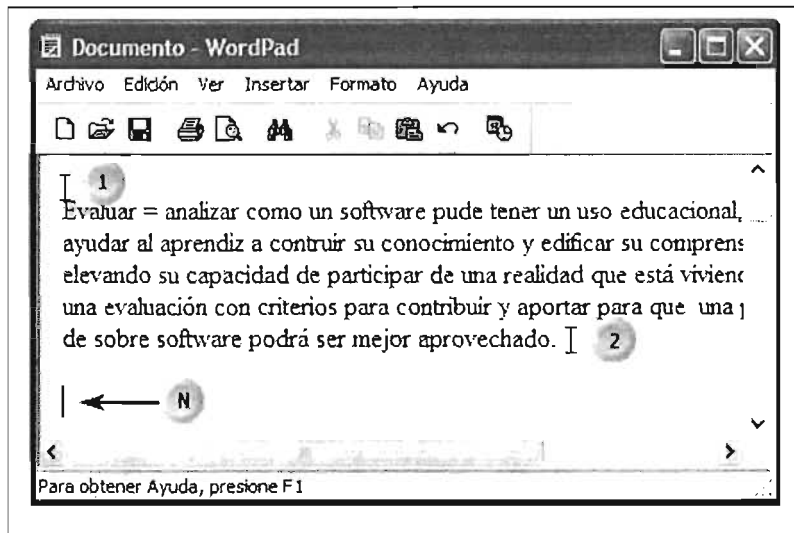 Documento - WordPad
Archivo Edición Ver Insertar Formato Ayuda
1
Evaluar = analizar como un software pude tener un uso educacional,
ayudar al aprendiz a contruir su conocimiento y edificar su comprens
elevando su capacidad de participar de una realidad que está viviend
una evaluación con criterios para contribuir y aportar para que una
de sobre software podrá ser mejor aprovechado. 2
N
Para obtener Ayuda, presione F1